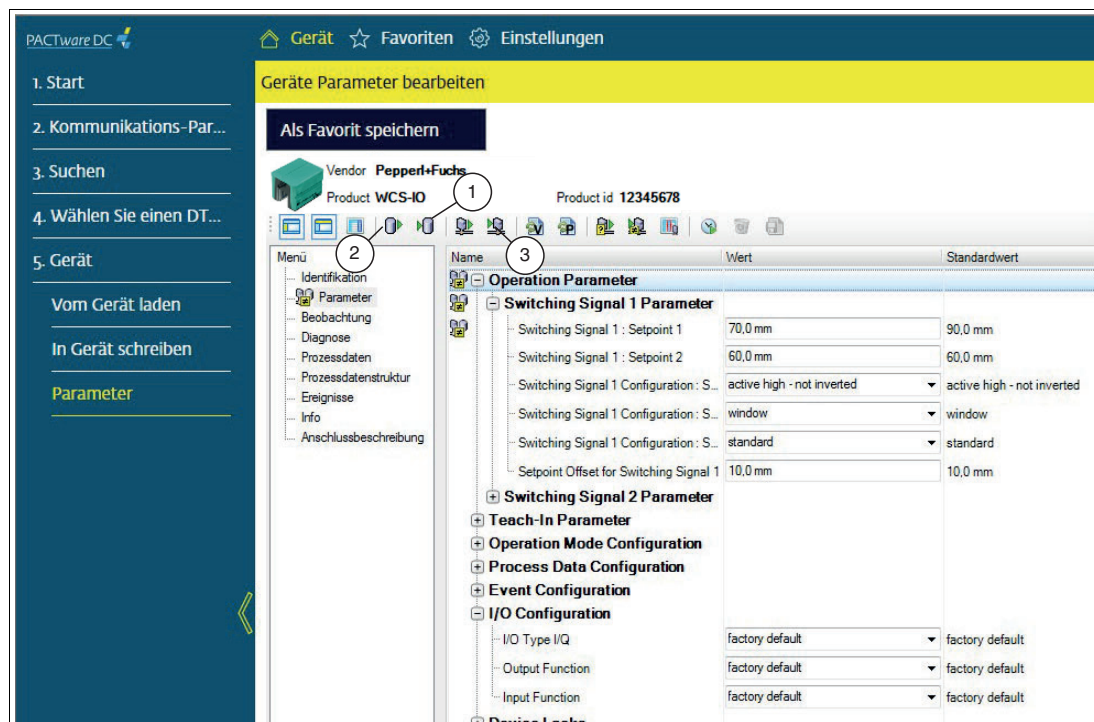 PACTware DC
Gerät Favoriten Einstellungen
1. Start
2. Kommunikations-Par...
3. Suchen
4. Wählen Sie einen DT...
5. Gerät
Vom Gerät laden
In Gerät schreiben
Parameter
Geräte Parameter bearbeiten
Als Favorit speichern
Vendor Pepperl+Fuchs
Product WCS-IO Product id 12345678
1
2
3
Menü
Identifikation
Parameter
Beobachtung
Diagnose
Prozessdaten
Prozessdatenstruktur
Ereignisse
Info
Anschlussbeschreibung
Name Wert Standardwert
Operation Parameter
Switching Signal 1 Parameter
Switching Signal 1 : Setpoint 1 70,0 mm 90,0 mm
Switching Signal 1 : Setpoint 2 60,0 mm 60,0 mm
Switching Signal 1 Configuration : S... active high - not inverted active high - not inverted
Switching Signal 1 Configuration : S... window window
Switching Signal 1 Configuration : S... standard standard
Setpoint Offset for Switching Signal 1 10,0 mm 10,0 mm
Switching Signal 2 Parameter
Teach-In Parameter
Operation Mode Configuration
Process Data Configuration
Event Configuration
I/O Configuration
I/O Type I/Q factory default factory default
Output Function factory default factory default
Input Function factory default factory default
Device Locks